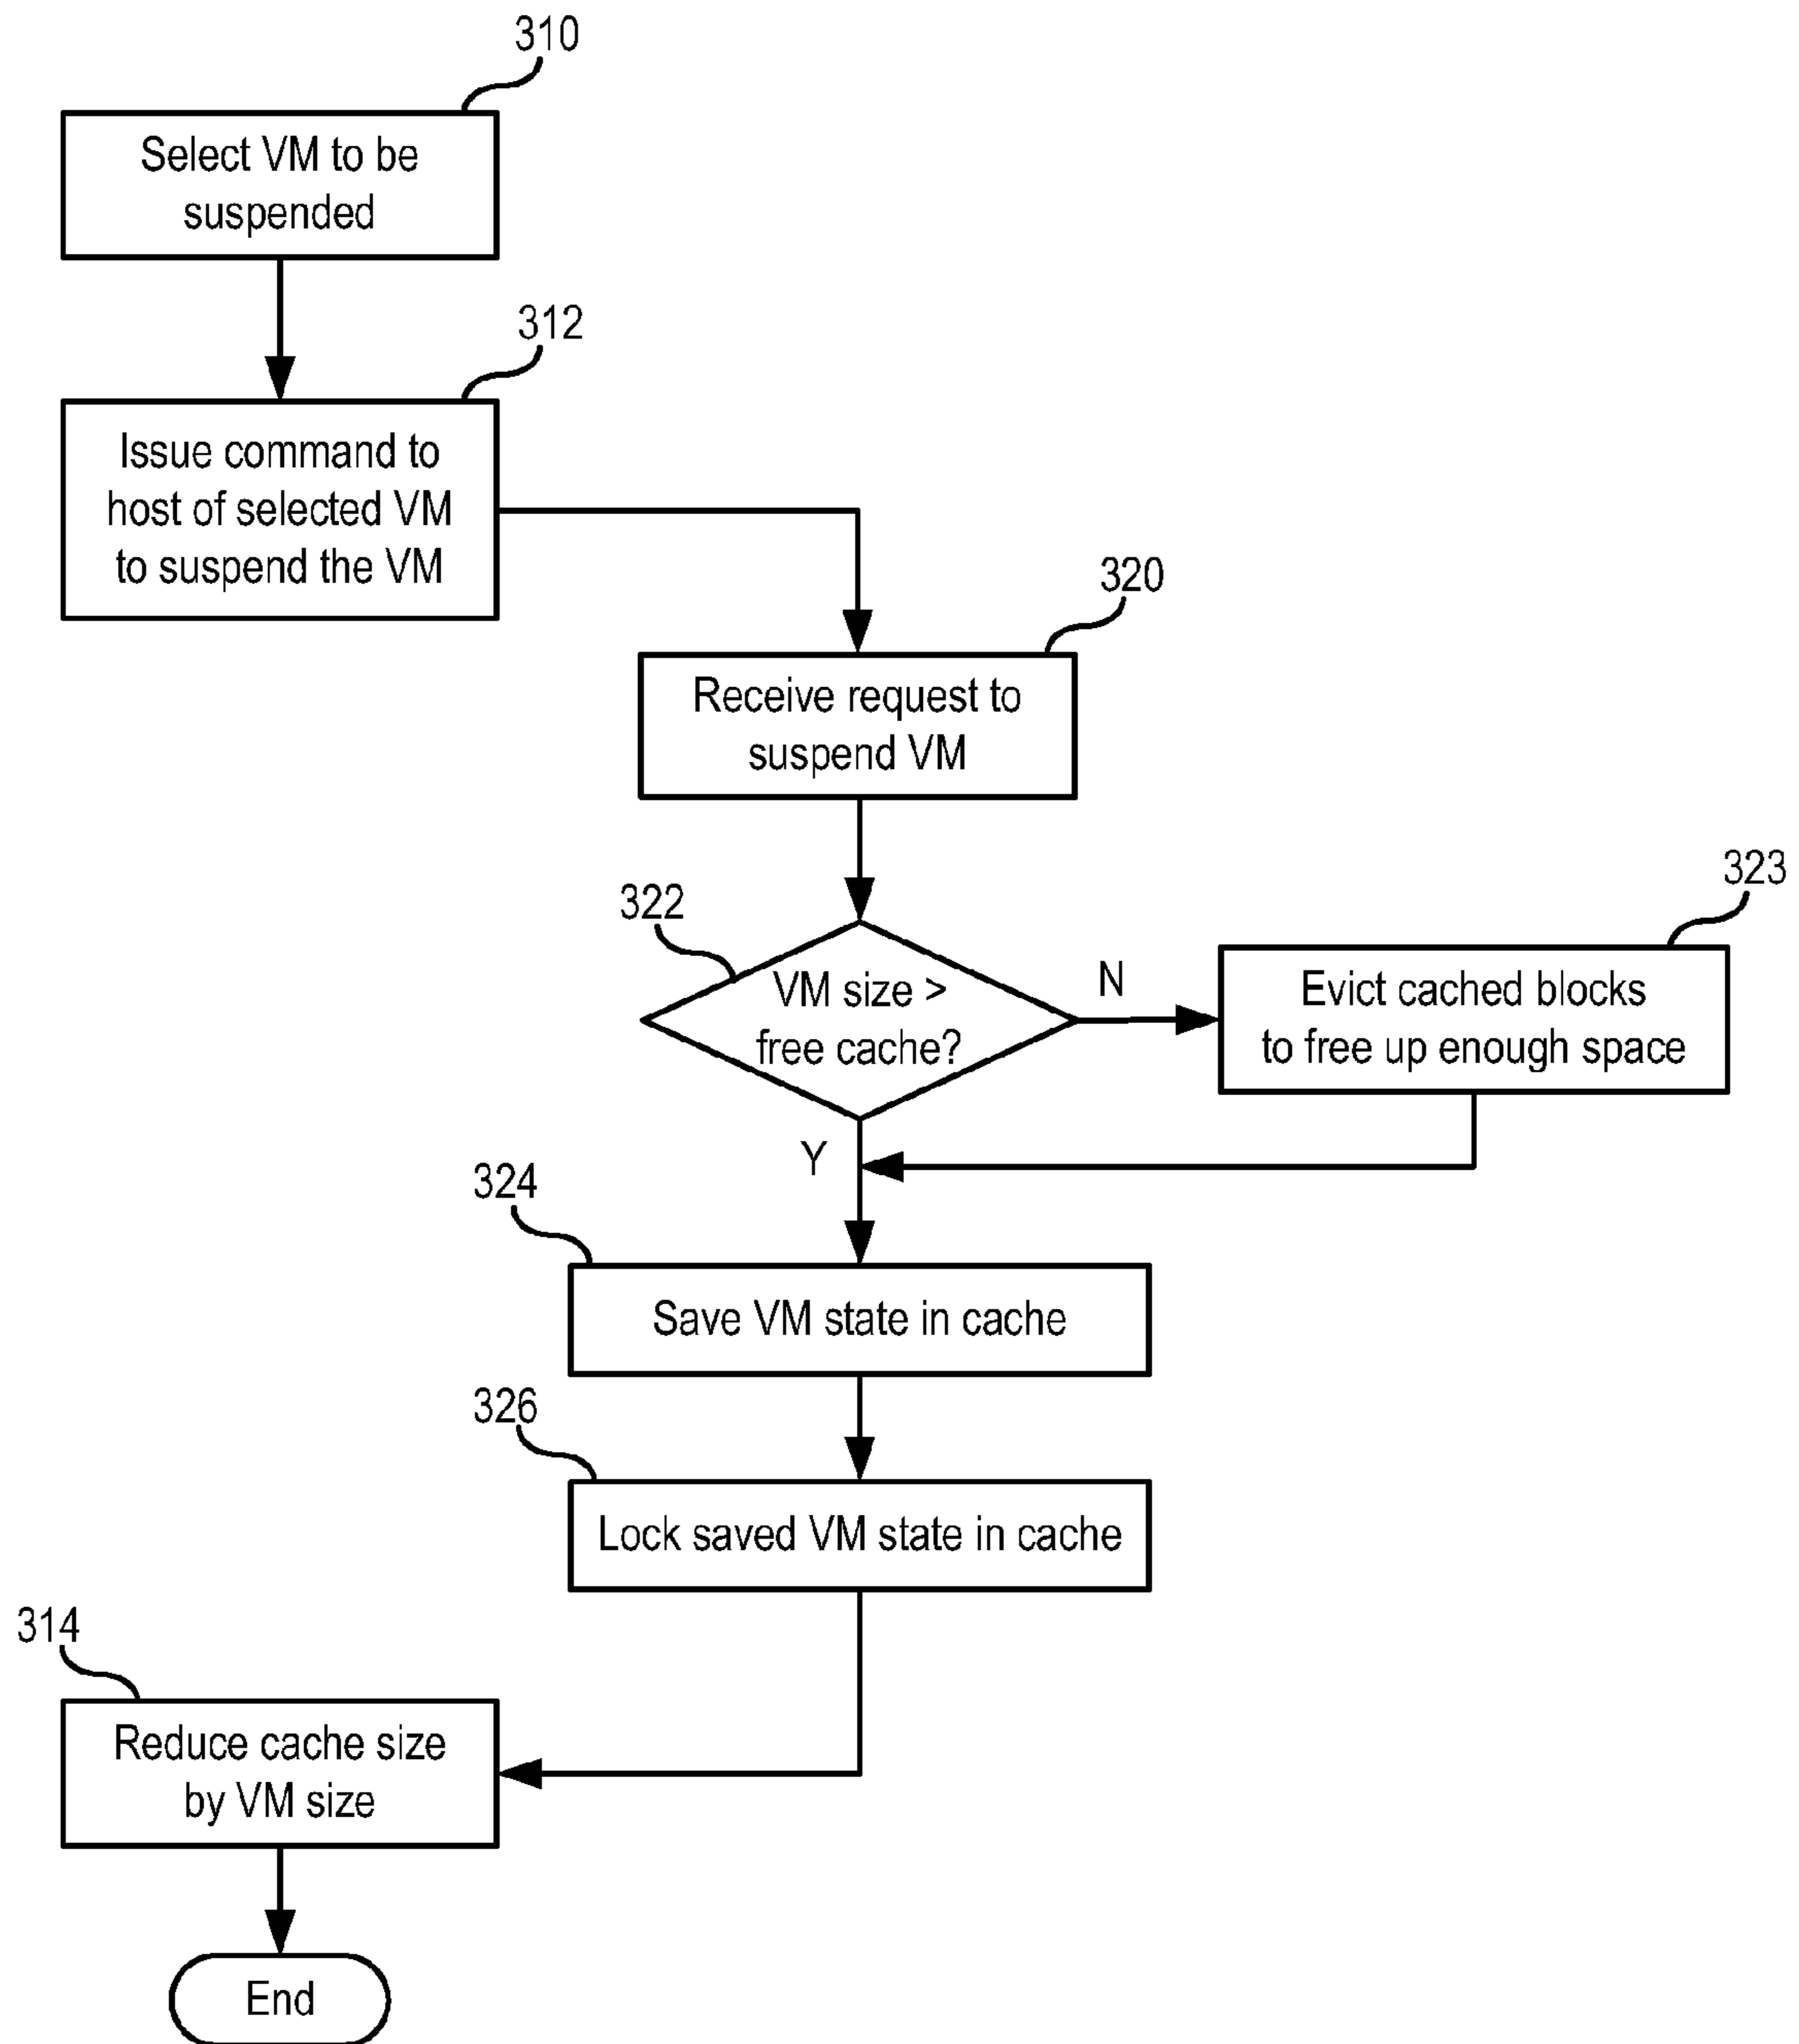 310
Select VM to be
suspended
312
Issue command to
host of selected VM
to suspend the VM
320
Receive request to
suspend VM
322
VM size >
free cache?
N
323
Evict cached blocks
to free up enough space
Y
324
Save VM state in cache
326
Lock saved VM state in cache
314
Reduce cache size
by VM size
End